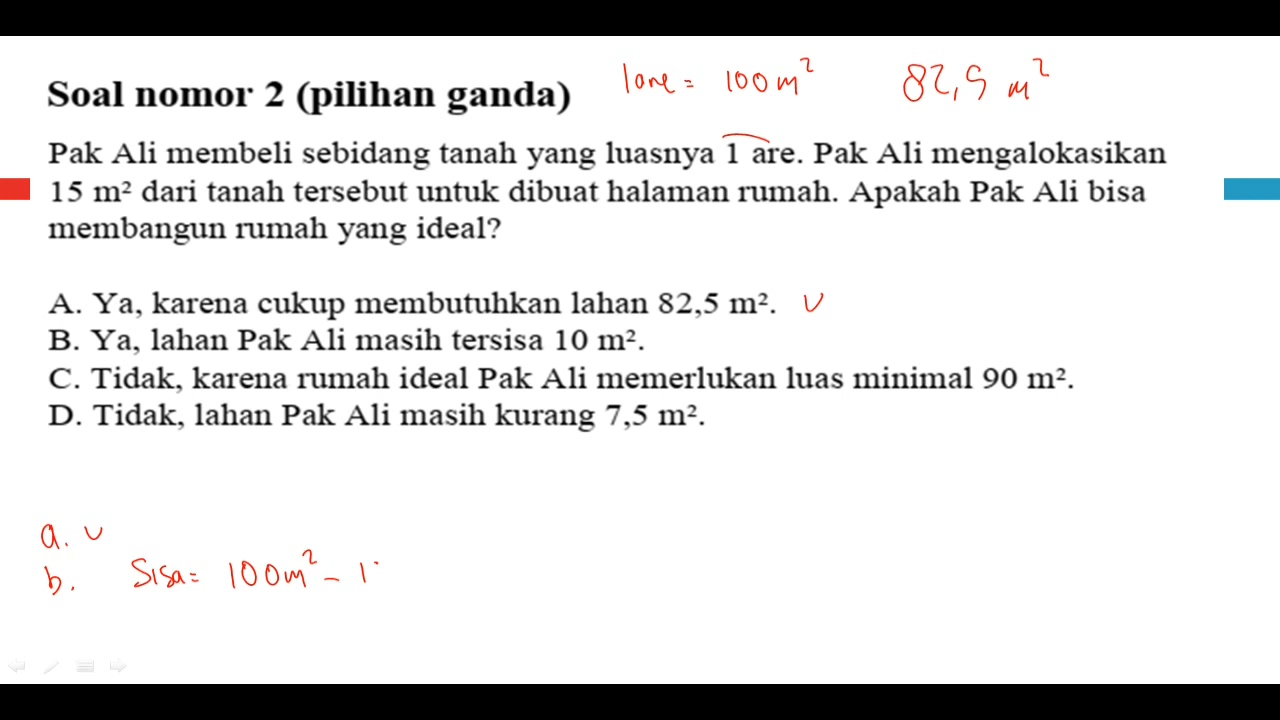 1are = 100 m² 82,5 m²
Soal nomor 2 (pilihan ganda)
Pak Ali membeli sebidang tanah yang luasnya 1 are. Pak Ali mengalokasikan
15 m² dari tanah tersebut untuk dibuat halaman rumah. Apakah Pak Ali bisa
membangun rumah yang ideal?
A. Ya, karena cukup membutuhkan lahan 82,5 m². v
B. Ya, lahan Pak Ali masih tersisa 10 m².
C. Tidak, karena rumah ideal Pak Ali memerlukan luas minimal 90 m².
D. Tidak, lahan Pak Ali masih kurang 7,5 m².
a. v
b. Sisa = 100 m² - 1